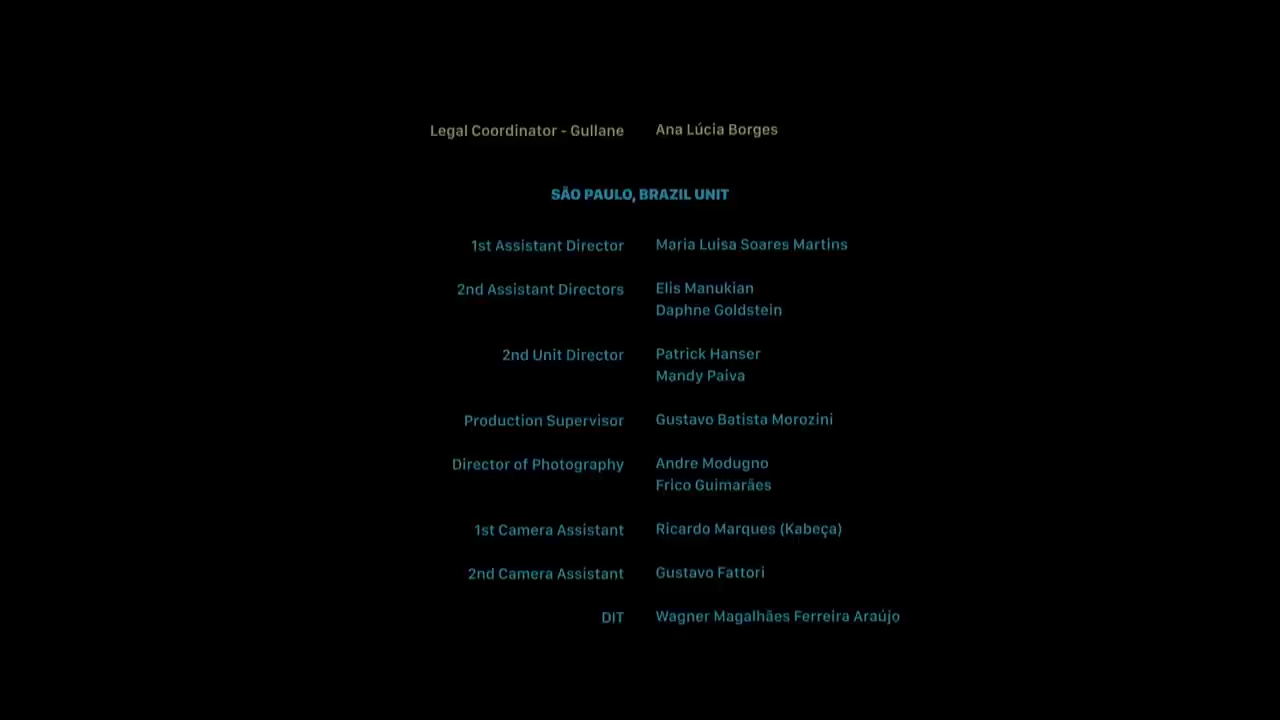 Legal Coordinator - Gullane Ana Lúcia Borges
SÃO PAULO, BRAZIL UNIT
1st Assistant Director Maria Luisa Soares Martins
2nd Assistant Directors Elis Manukian
Daphne Goldstein
2nd Unit Director Patrick Hanser
Mandy Paiva
Production Supervisor Gustavo Batista Morozini
Director of Photography Andre Modugno
Frico Guimarães
1st Camera Assistant Ricardo Marques (Kabeça)
2nd Camera Assistant Gustavo Fattori
DIT Wagner Magalhães Ferreira Araújo